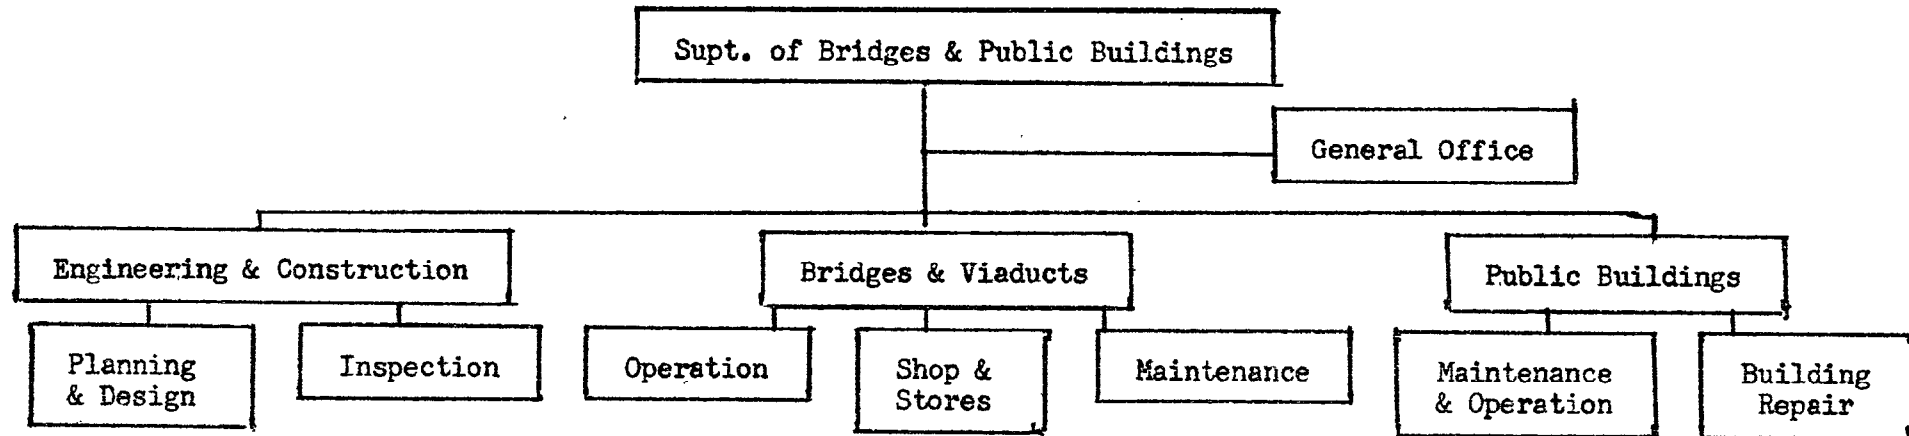 Supt. of Bridges & Public Buildings
General Office
Engineering & Construction
Bridges & Viaducts
Public Buildings
Planning
& Design
Inspection
Operation
Shop &
Stores
Maintenance
Maintenance
& Operation
Building
Repair